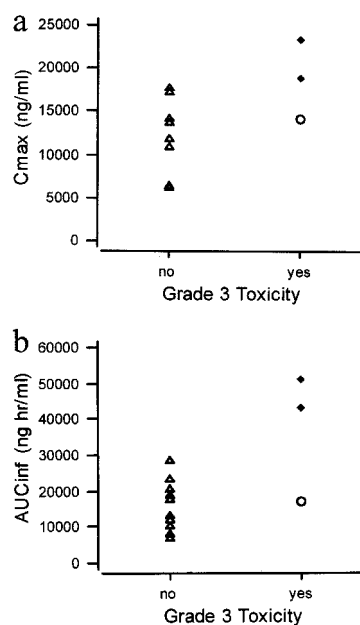 a
25000
20000
15000
10000
5000
0
Cmax (ng/ml)
no yes
Grade 3 Toxicity
b
60000
50000
40000
30000
20000
10000
0
AUCinf (ng hr/ml)
no yes
Grade 3 Toxicity